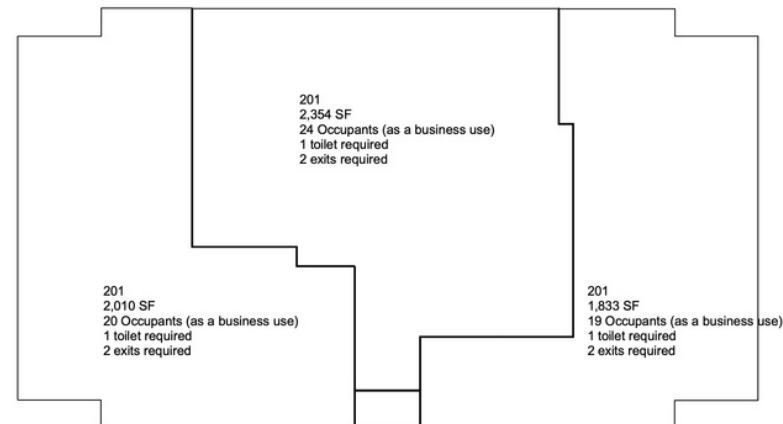 201
2,354 SF
24 Occupants (as a business use)
1 toilet required
2 exits required
201
2,010 SF
20 Occupants (as a business use)
1 toilet required
2 exits required
201
1,833 SF
19 Occupants (as a business use)
1 toilet required
2 exits required